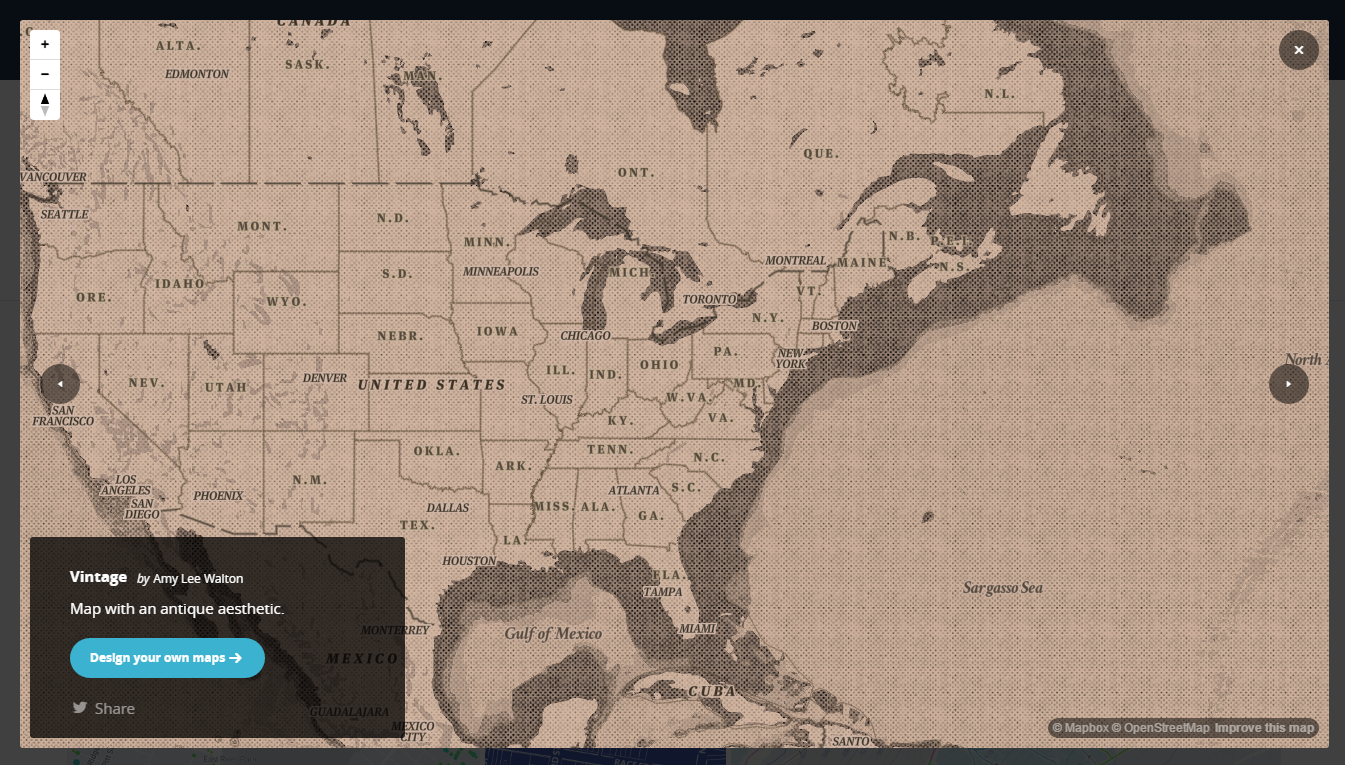 CANADA
+
ALTA.
EDMONTON
SASK.
MAN.
N.L.
−
×
ONT.
QUE.
VANCOUVER
SEATTLE
MONT.
N.D.
MINN.
N.B.
P.E.I.
MONTREAL
MAINE
N.S.
IDAHO
S.D.
MINNEAPOLIS
MICH
ORE.
WYO.
TORONTO
VT.
NEBR.
IOWA
CHICAGO
N.Y.
BOSTON
NEV.
UTAH
DENVER
UNITED STATES
ILL.
IND.
OHIO
PA.
NEW
YORK
North A
SAN
FRANCISCO
ST. LOUIS
W.VA.
MD.
KY.
VA.
LOS
ANGELES
SAN
DIEGO
PHOENIX
N.M.
OKLA.
ARK.
TENN.
N.C.
DALLAS
TEX.
MISS.
ALA.
ATLANTA
GA.
S.C.
LA.
HOUSTON
FLA.
TAMPA
MIAMI
Gulf of Mexico
Sargasso Sea
CUBA
SANTO
Vintage by Amy Lee Walton
Map with an antique aesthetic.
MONTERREY
Design your own maps →
MEXICO
Share
GUADALAJARA
MEXICO
CITY
© Mapbox © OpenStreetMap Improve this map